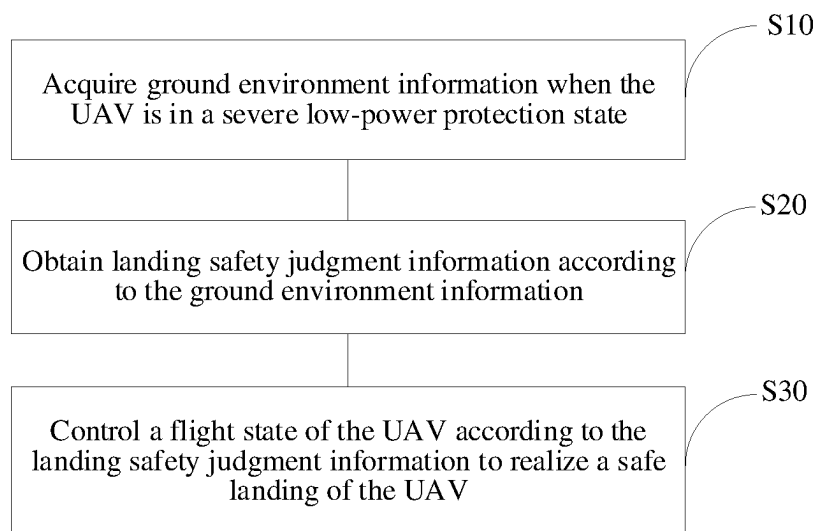 S10
Acquire ground environment information when the
UAV is in a severe low-power protection state
S20
Obtain landing safety judgment information according
to the ground environment information
S30
Control a flight state of the UAV according to the
landing safety judgment information to realize a safe
landing of the UAV